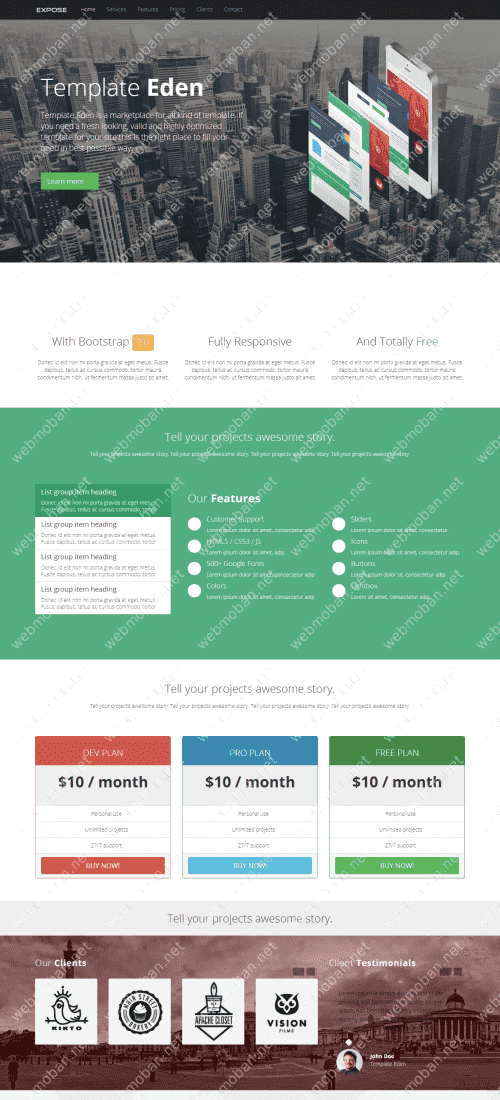 EXPOSE Home Services Features Pricing Clients Contact
Template Eden
Template Eden is a marketplace for all kind of template. If
you need a fresh looking, valid and highly optimized
template for your site this is the right place to fill your
need in best possible way.
Learn more
With Bootstrap
Fully Responsive
And Totally Free
Donec id elit non mi porta gravida at eget metus. Fusce
dapibus, tellus ac cursus commodo, tortor mauris
condimentum nibh, ut fermentum massa justo sit amet.
Donec id elit non mi porta gravida at eget metus. Fusce
dapibus, tellus ac cursus commodo, tortor mauris
condimentum nibh, ut fermentum massa justo sit amet.
Donec id elit non mi porta gravida at eget metus. Fusce
dapibus, tellus ac cursus commodo, tortor mauris
condimentum nibh, ut fermentum massa justo sit amet.
Tell your projects awesome story.
Tell your projects awesome story. Tell your projects awesome story. Tell your projects awesome story. Tell your projects awesome story.
List group item heading
Donec id elit non mi porta gravida at eget metus.
Fusce dapibus, tellus ac cursus commodo, tortor
List group item heading
Donec id elit non mi porta gravida at eget metus.
Fusce dapibus, tellus ac cursus commodo, tortor
List group item heading
Donec id elit non mi porta gravida at eget metus.
Fusce dapibus, tellus ac cursus commodo, tortor
List group item heading
Donec id elit non mi porta gravida at eget metus.
Fusce dapibus, tellus ac cursus commodo, tortor
Our Features
Customer Support
Lorem ipsum dolor sit amet, consectetur adip
HTML5 / CSS3 / JS
Lorem ipsum dolor sit amet, adip
500+ Google Fonts
Lorem ipsum dolor sit amet, consectetur adip
Colors
Lorem ipsum dolor sit amet, consectetur adip
Sliders
Lorem ipsum dolor sit amet, consectetur
Icons
Lorem ipsum dolor sit amet, consectetur adip
Buttons
Lorem ipsum dolor sit amet, consectetur adip
Lightbox
Lorem sit amet, consectetur adip
Tell your projects awesome story.
Tell your projects awesome story. Tell your projects awesome story. Tell your projects awesome story. Tell your projects awesome story.
DEV PLAN
$10 / month
Personal use
Unlimited projects
27/7 support
BUY NOW!
PRO PLAN
$10 / month
Personal use
Unlimited projects
27/7 support
BUY NOW!
FREE PLAN
$10 / month
Personal use
Unlimited projects
27/7 support
BUY NOW!
Tell your projects awesome story.
Our Clients
KIKTO
MAIN STREET
BAKERY
APACHE CLOSET
VISION
FILMS
Client Testimonials
John Doe
Template Eden
webmoban.net